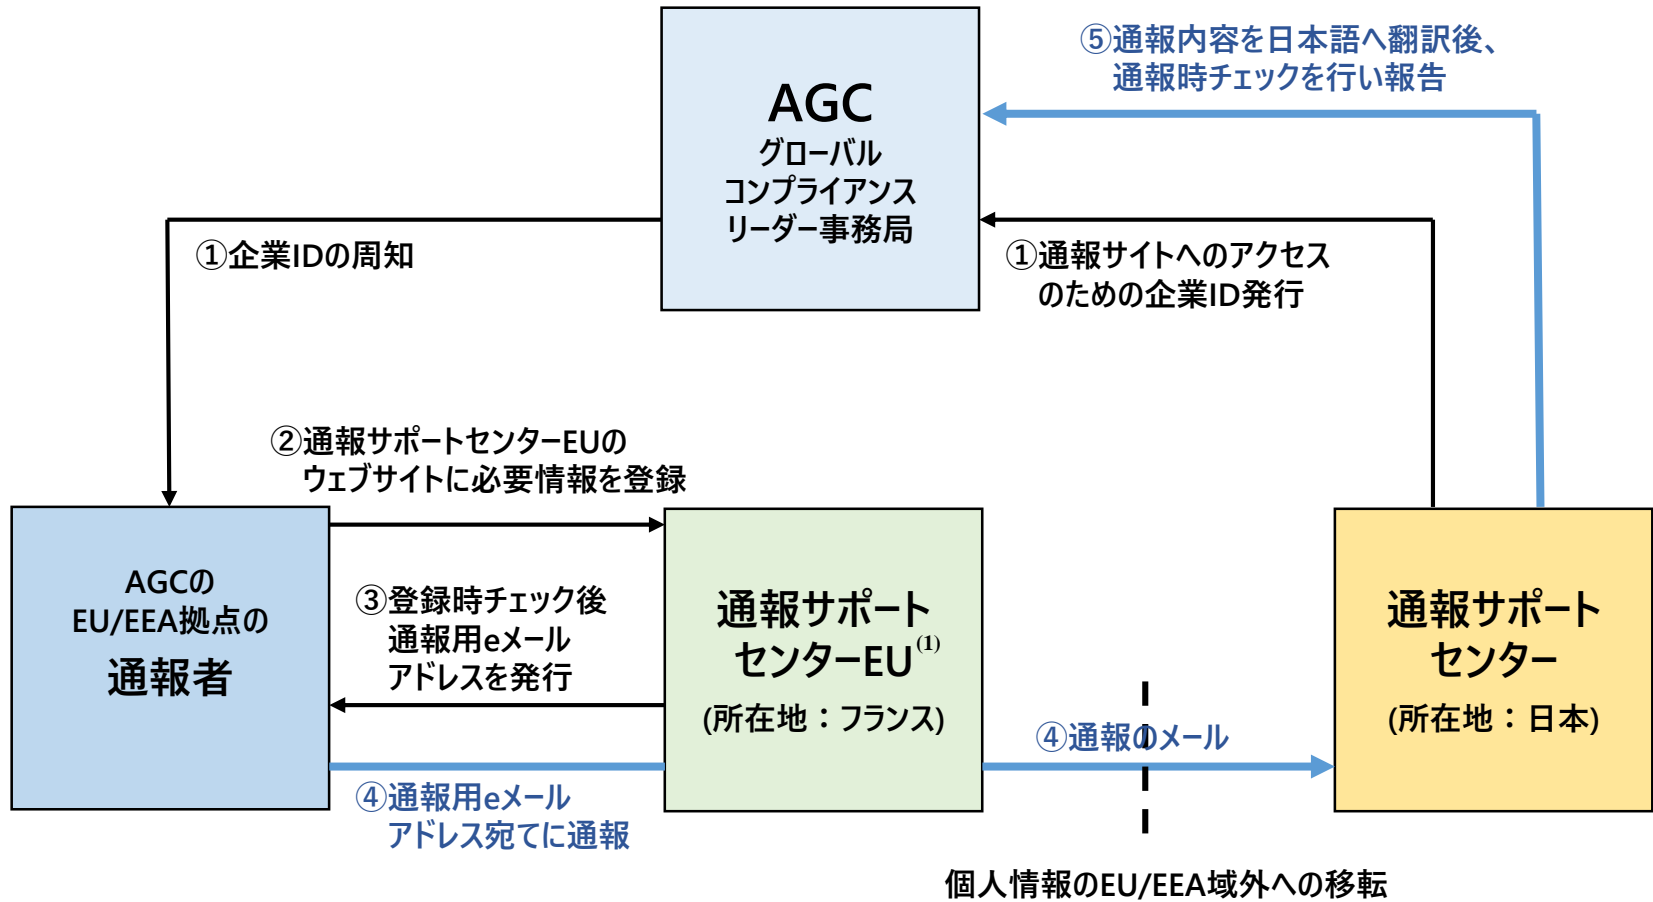 ⑤通報内容を日本語へ翻訳後、
通報時チェックを行い報告
AGC
グローバル
コンプライアンス
リーダー事務局
①企業IDの周知
①通報サイトへのアクセス
のための企業ID発行
②通報サポートセンターEUの
ウェブサイトに必要情報を登録
AGCの
EU/EEA拠点の
通報者
③登録時チェック後
通報用eメール
アドレスを発行
通報サポート
センターEU(1)
(所在地：フランス)
通報サポート
センター
(所在地：日本)
④通報のメール
④通報用eメール
アドレス宛てに通報
個人情報のEU/EEA域外への移転